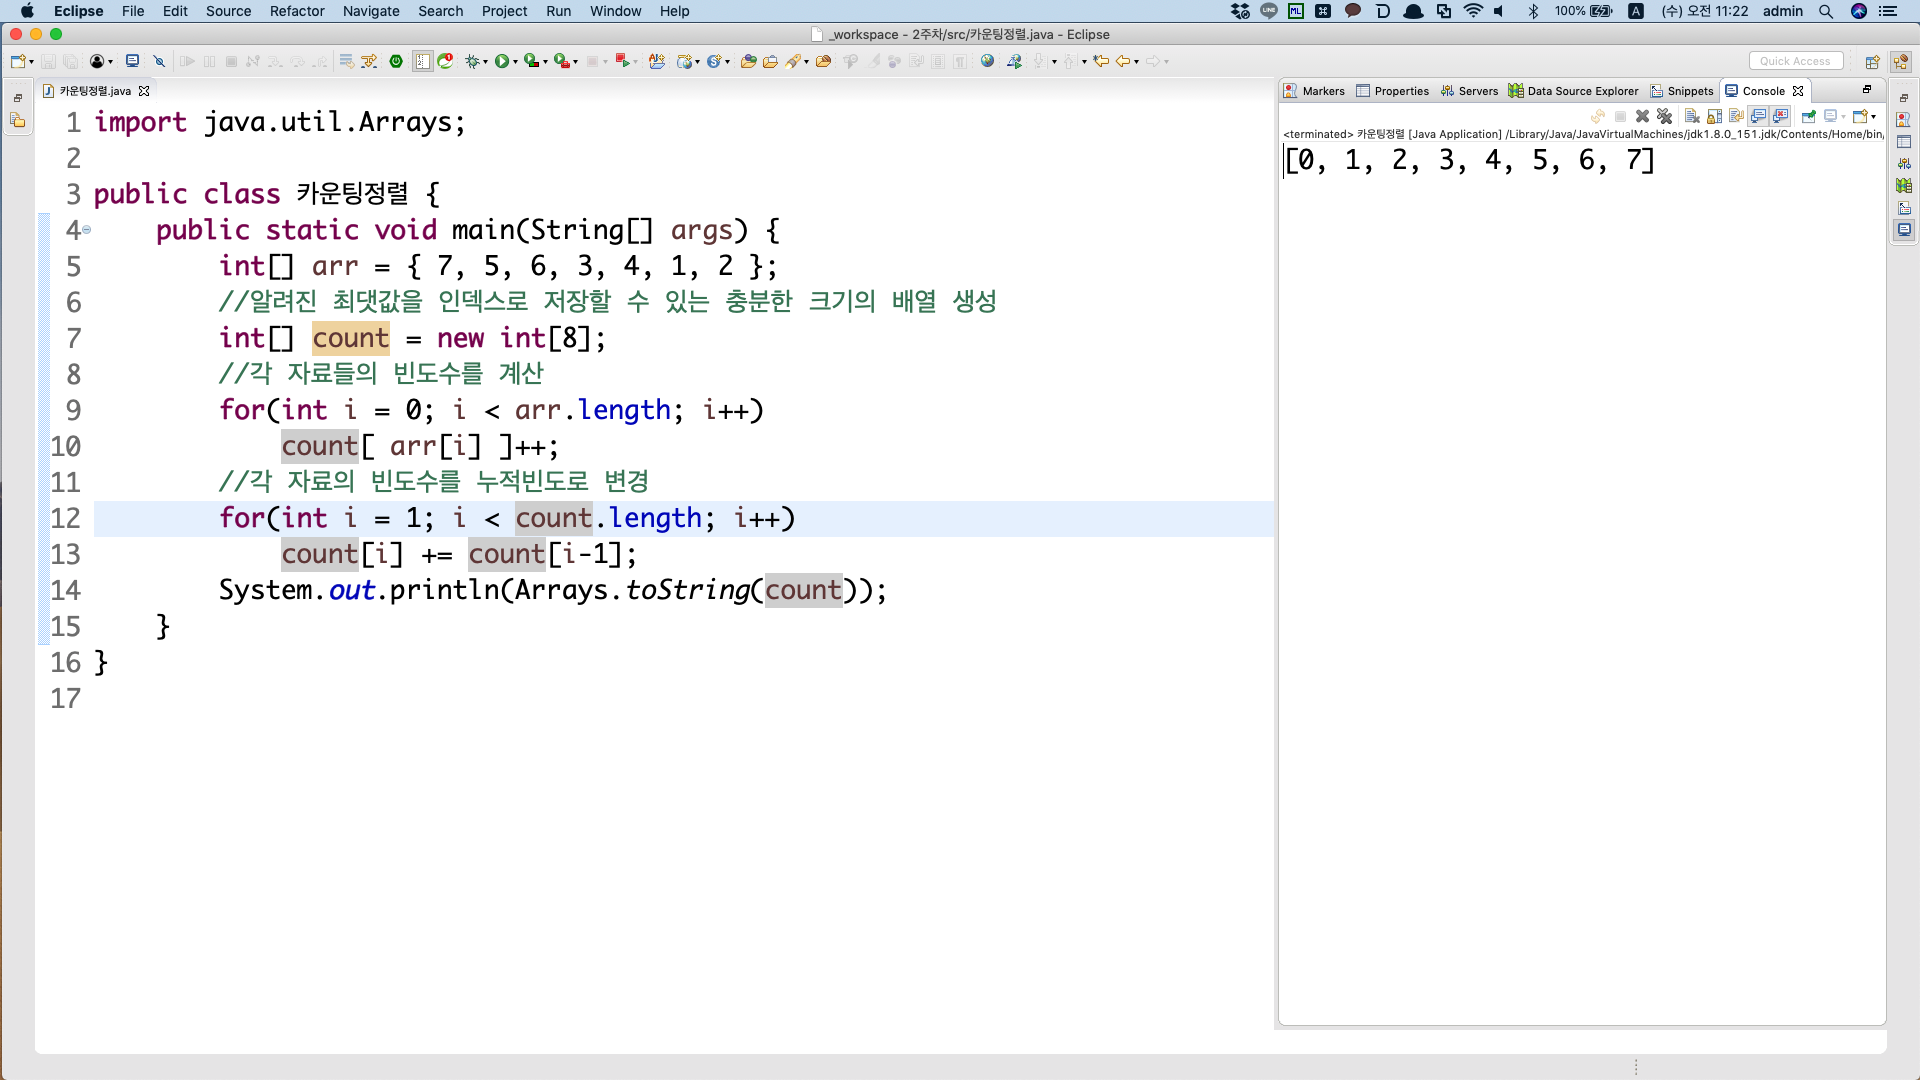 Eclipse File Edit Source Refactor Navigate Search Project Run Window Help 100% A (수) 오전 11:22 admin
_workspace - 2주차/src/카운팅정렬.java - Eclipse
Quick Access
카운팅정렬.java
1 import java.util.Arrays;
2
3 public class 카운팅정렬 {
4 public static void main(String[] args) {
5 int[] arr = { 7, 5, 6, 3, 4, 1, 2 };
6 //알려진 최댓값을 인덱스로 저장할 수 있는 충분한 크기의 배열 생성
7 int[] count = new int[8];
8 //각 자료들의 빈도수를 계산
9 for(int i = 0; i < arr.length; i++)
10 count[ arr[i] ]++;
11 //각 자료의 빈도수를 누적빈도로 변경
12 for(int i = 1; i < count.length; i++)
13 count[i] += count[i-1];
14 System.out.println(Arrays.toString(count));
15 }
16 }
17
Markers Properties Servers Data Source Explorer Snippets Console
<terminated> 카운팅정렬 [Java Application] /Library/Java/JavaVirtualMachines/jdk1.8.0_151.jdk/Contents/Home/bin/
[0, 1, 2, 3, 4, 5, 6, 7]